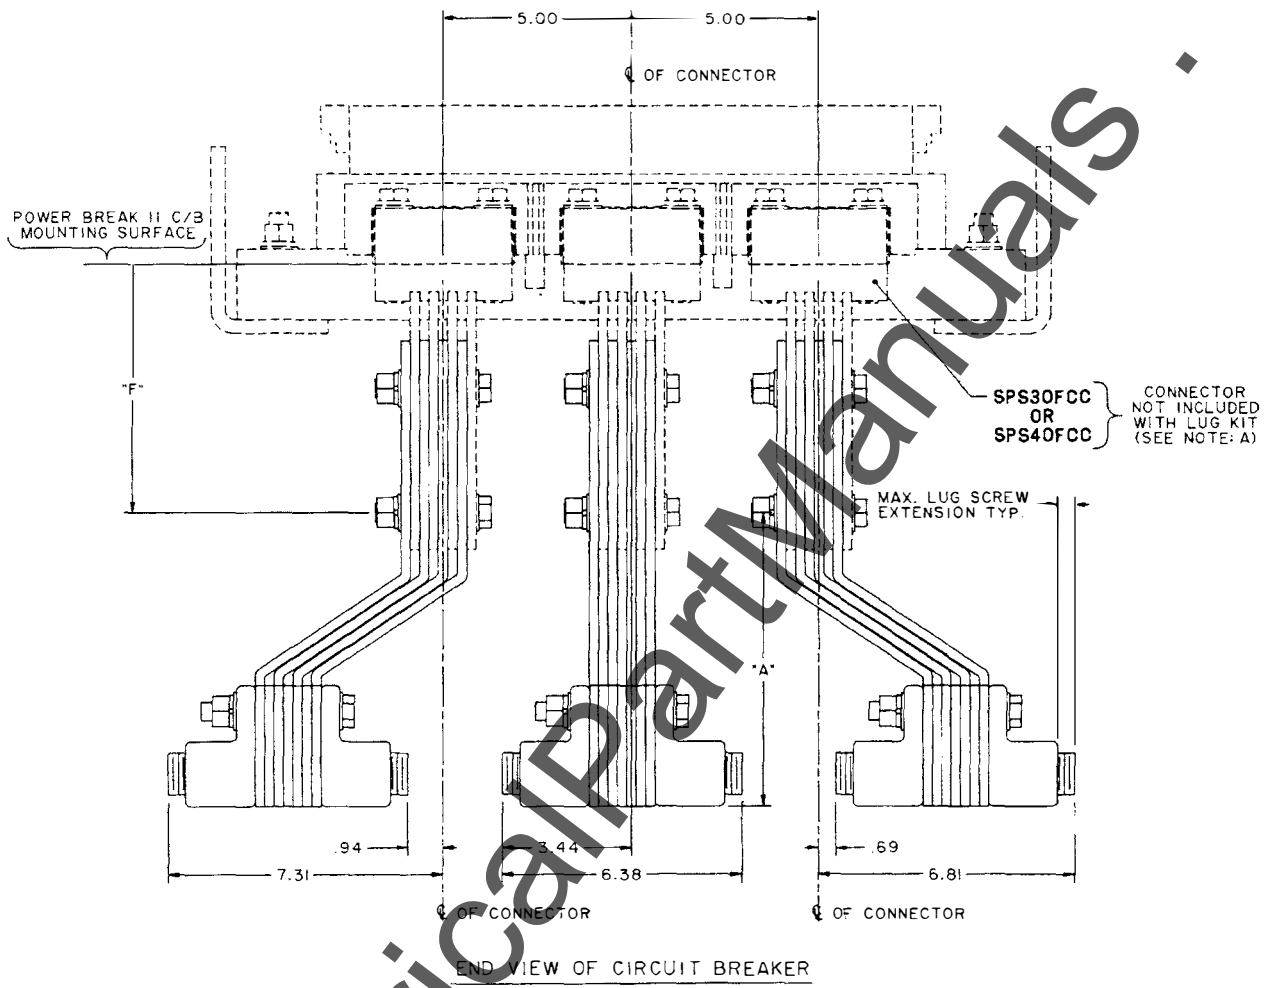 5.00 5.00
℄ OF CONNECTOR
POWER BREAK II C/B
MOUNTING SURFACE
"F"
SPS30FCC
OR
SPS40FCC
CONNECTOR
NOT INCLUDED
WITH LUG KIT
(SEE NOTE: A)
MAX. LUG SCREW
EXTENSION TYP.
"A"
.94 3.44 .69
7.31 6.38 6.81
℄ OF CONNECTOR ℄ OF CONNECTOR
END VIEW OF CIRCUIT BREAKER
ricalPartManuals .